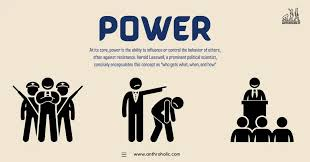 POWER
At its core, power is the ability to influence or control the behavior of others,
often against resistance. Harold Lasswell, a prominent political scientist,
concisely encapsulates this concept as "who gets what, when, and how"
www.anthroholic.com